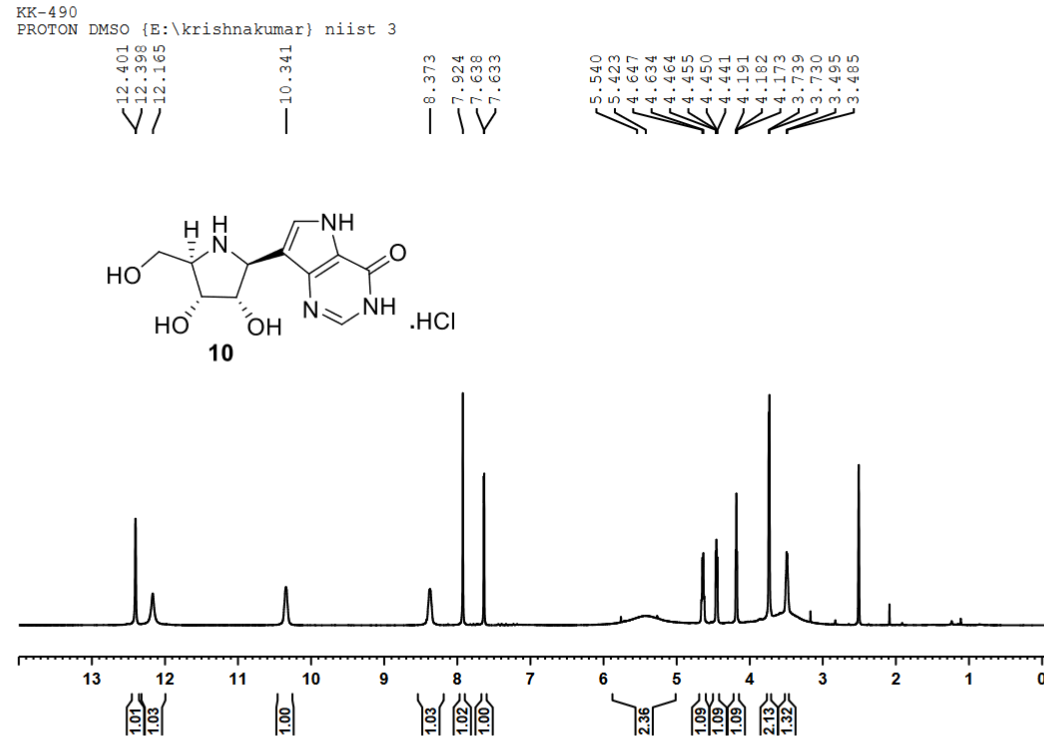 KK-490
PROTON DMSO {E:\krishnakumar} niist 3
12.401
12.398
12.165
10.341
8.373
7.924
7.638
7.633
5.540
5.423
4.647
4.634
4.464
4.455
4.450
4.441
4.191
4.182
4.173
3.739
3.730
3.495
3.485
H
H
N
NH
O
HO
N
NH
HO
OH
.HCl
10
13 12 11 10 9 8 7 6 5 4 3 2 1 0
1.01
1.03
1.00
1.03
1.02
1.00
2.36
1.09
1.09
1.09
2.13
1.32